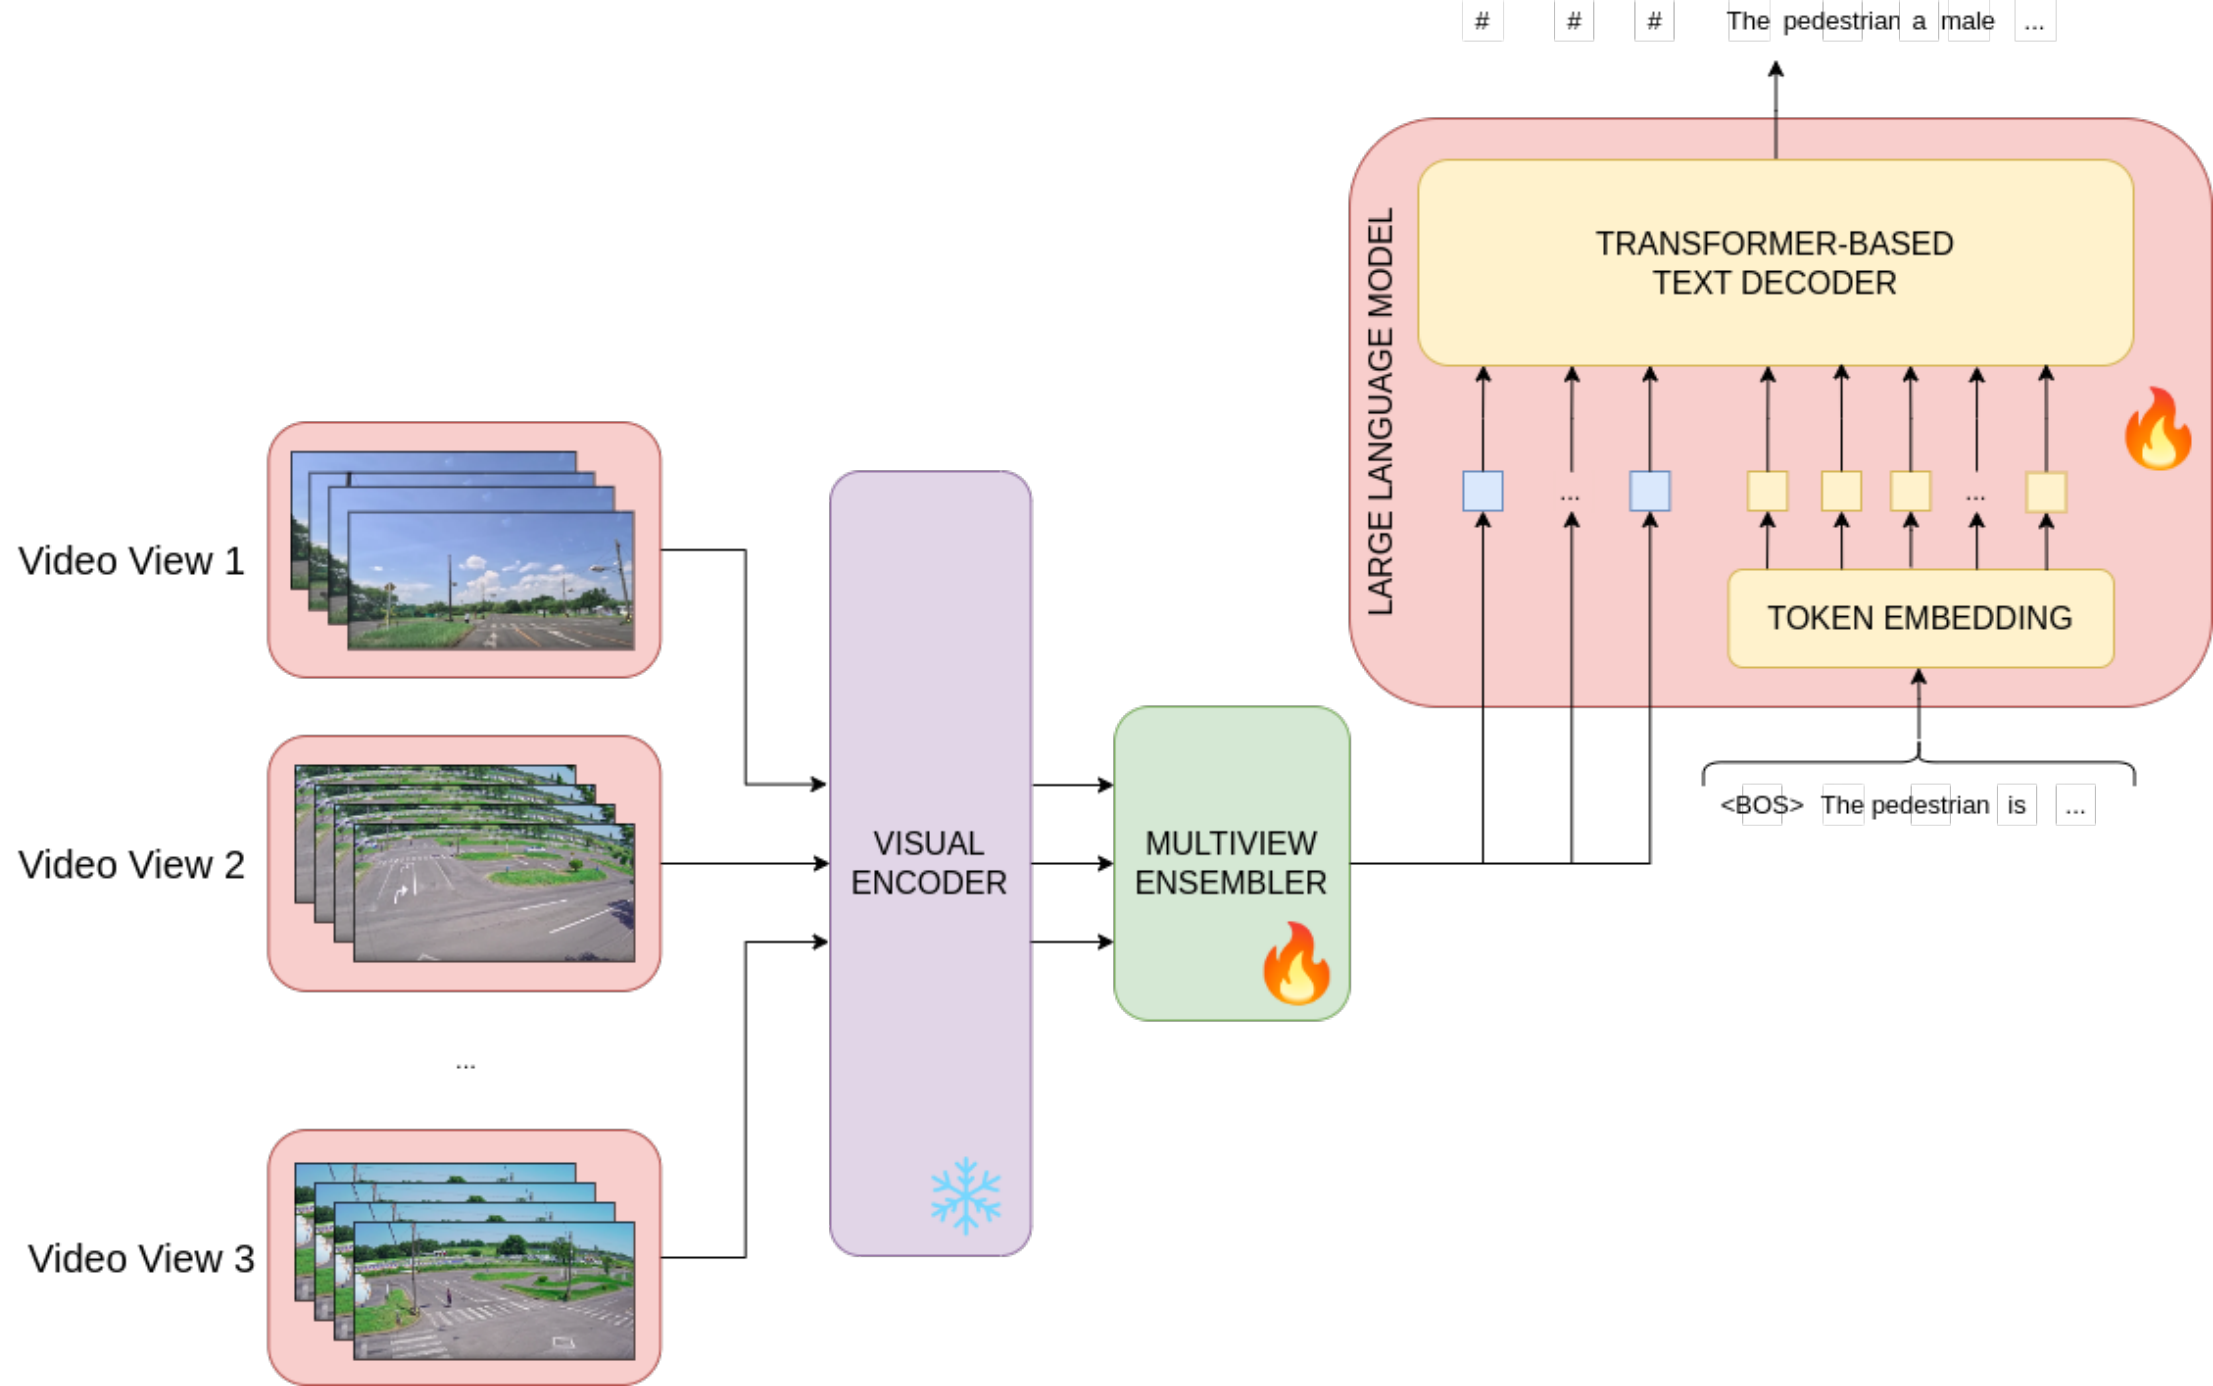 # # # The pedestrian a male ...
LARGE LANGUAGE MODEL
TRANSFORMER-BASED
TEXT DECODER
... ...
TOKEN EMBEDDING
<BOS> The pedestrian is ...
Video View 1
Video View 2
...
Video View 3
VISUAL
ENCODER
MULTIVIEW
ENSEMBLER